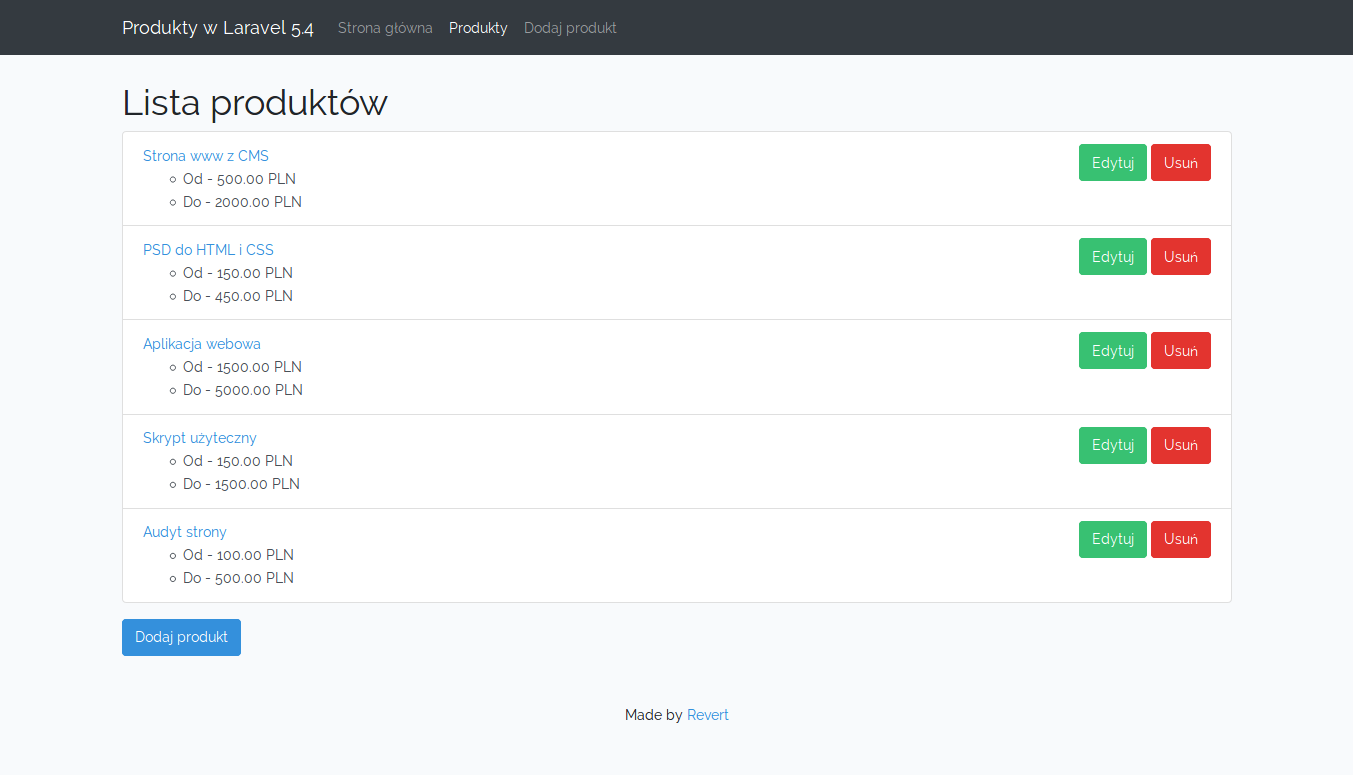 Produkty w Laravel 5.4 Strona główna Produkty Dodaj produkt
Lista produktów
Strona www z CMS Edytuj Usuń
Od - 500.00 PLN
Do - 2000.00 PLN
PSD do HTML i CSS Edytuj Usuń
Od - 150.00 PLN
Do - 450.00 PLN
Aplikacja webowa Edytuj Usuń
Od - 1500.00 PLN
Do - 5000.00 PLN
Skrypt użyteczny Edytuj Usuń
Od - 150.00 PLN
Do - 1500.00 PLN
Audyt strony Edytuj Usuń
Od - 100.00 PLN
Do - 500.00 PLN
Dodaj produkt
Made by Revert